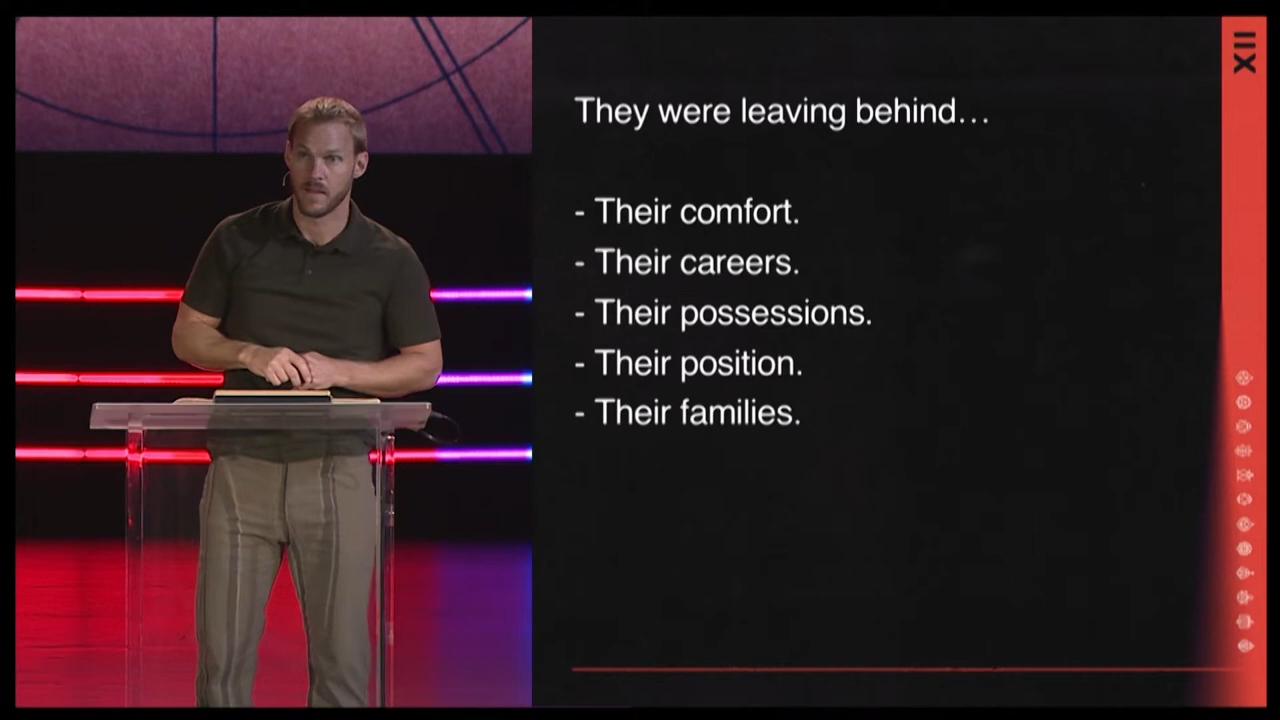 They were leaving behind…
- Their comfort.
- Their careers.
- Their possessions.
- Their position.
- Their families.
XII